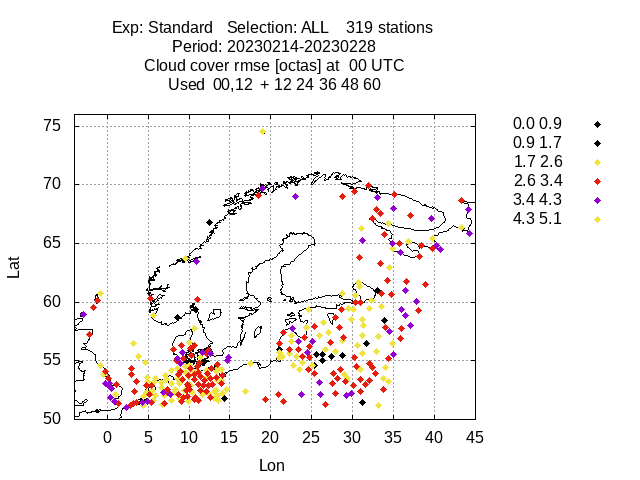 Exp: Standard Selection: ALL 319 stations
Period: 20230214-20230228
Cloud cover rmse [octas] at 00 UTC
Used 00,12 + 12 24 36 48 60
75
70
65
60
55
50
Lat
0 5 10 15 20 25 30 35 40 45
Lon
0.0 0.9
0.9 1.7
1.7 2.6
2.6 3.4
3.4 4.3
4.3 5.1